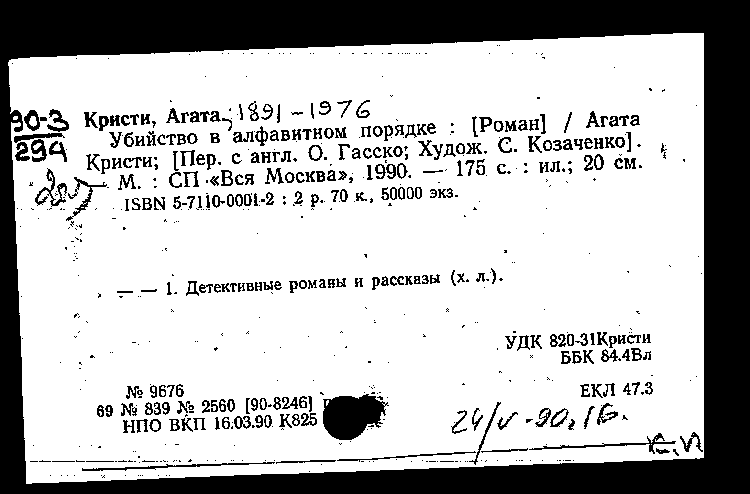 90-3
294
Кристи, Агата, 1891-1976
Убийство в алфавитном порядке : [Роман] / Агата
Кристи; [Пер. с англ. О. Гасско; Худож. С. Козаченко].
— М. : СП «Вся Москва», 1990. — 175 с. : ил.; 20 см.
ISBN 5-7110-0001-2 : 2 р. 70 к., 50000 экз.
— — 1. Детективные романы и рассказы (х. л.).
УДК 820-31Кристи
ББК 84.4Вл
№ 9676
69 № 839 № 2560 [90-8246]
НПО ВКП 16.03.90 К825
ЕКЛ 47.3
24/V-90.